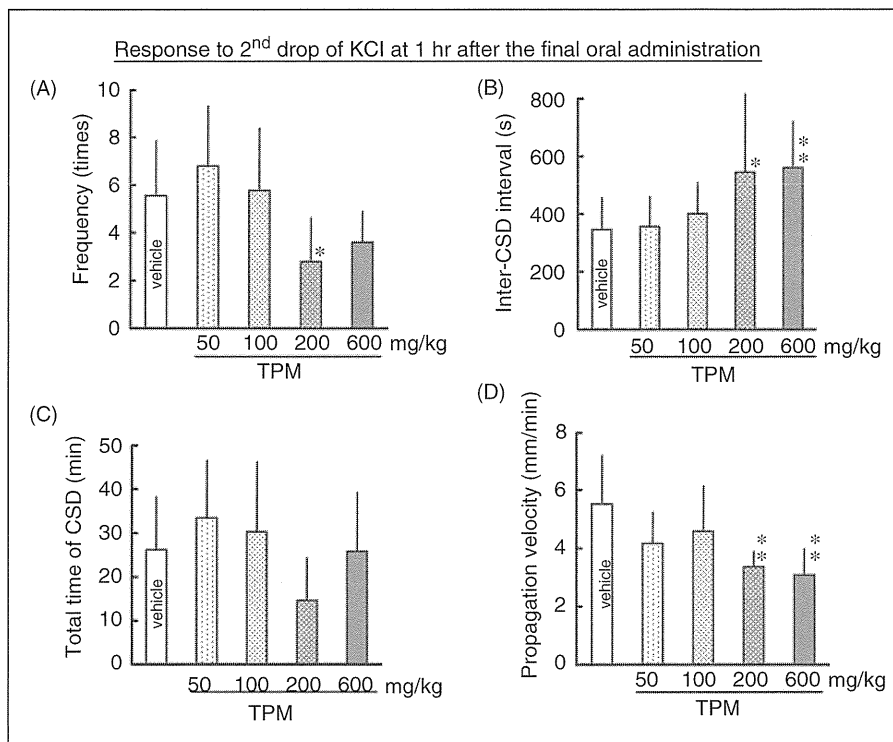 Response to 2nd drop of KCl at 1 hr after the final oral administration
(A)
Frequency (times)
10
8
6
4
2
0
vehicle
50 100 200 600 mg/kg
TPM
*
(B)
Inter-CSD interval (s)
800
600
400
200
0
vehicle
50 100 200 600 mg/kg
TPM
*
**
(C)
Total time of CSD (min)
50
40
30
20
10
0
vehicle
50 100 200 600 mg/kg
TPM
(D)
Propagation velocity (mm/min)
8
6
4
2
0
vehicle
50 100 200 600 mg/kg
TPM
**
**